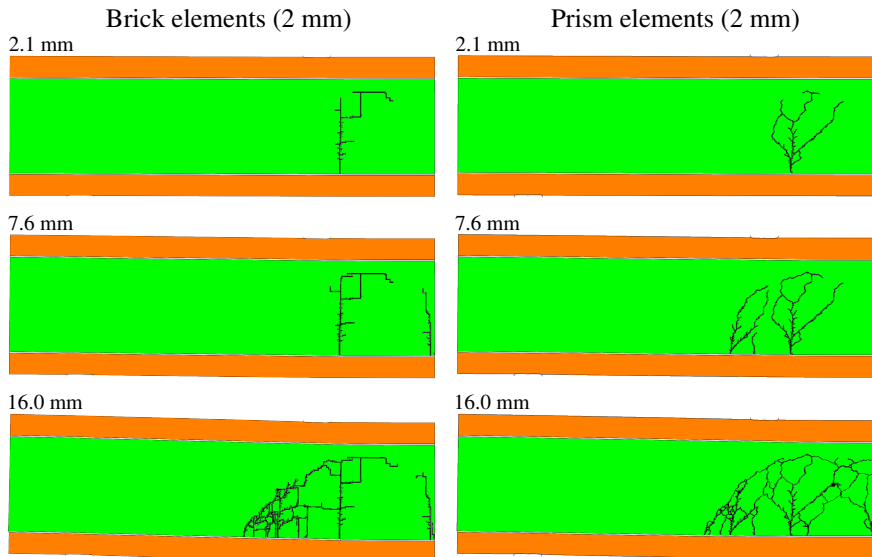 Brick elements (2 mm)
Prism elements (2 mm)
2.1 mm
2.1 mm
7.6 mm
7.6 mm
16.0 mm
16.0 mm